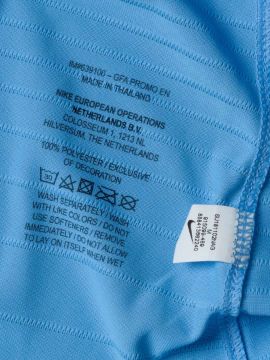 GFA PROMO EN
MADE IN THAILAND
NIKE EUROPEAN OPERATIONS
NETHERLANDS B.V.
COLOSSEUM 1, 1213 NL
HILVERSUM, THE NETHERLANDS
100% POLYESTER/EXCLUSIVE
OF DECORATION
30
WASH SEPARATELY / WASH
WITH LIKE COLORS / DO NOT
USE SOFTENERS / REMOVE
IMMEDIATELY / DO NOT ALLOW
TO LAY ON ITSELF WHEN WET